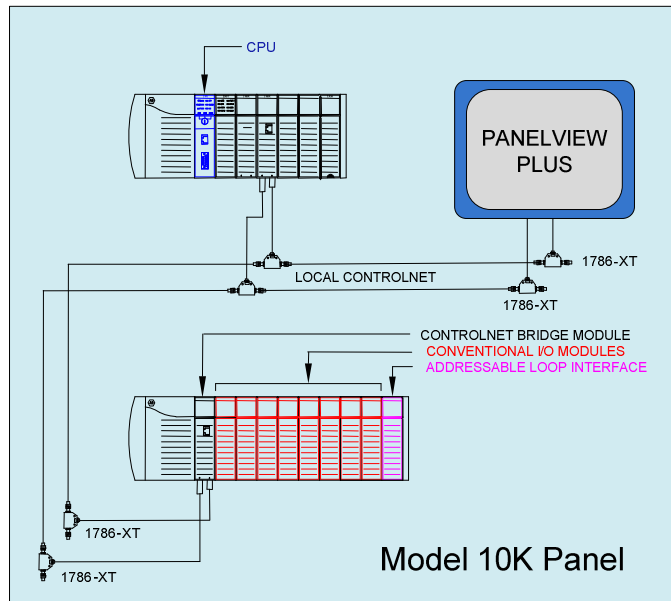 CPU
PANELVIEW
PLUS
1786-XT
LOCAL CONTROLNET
1786-XT
CONTROLNET BRIDGE MODULE
CONVENTIONAL I/O MODULES
ADDRESSABLE LOOP INTERFACE
1786-XT
1786-XT
Model 10K Panel